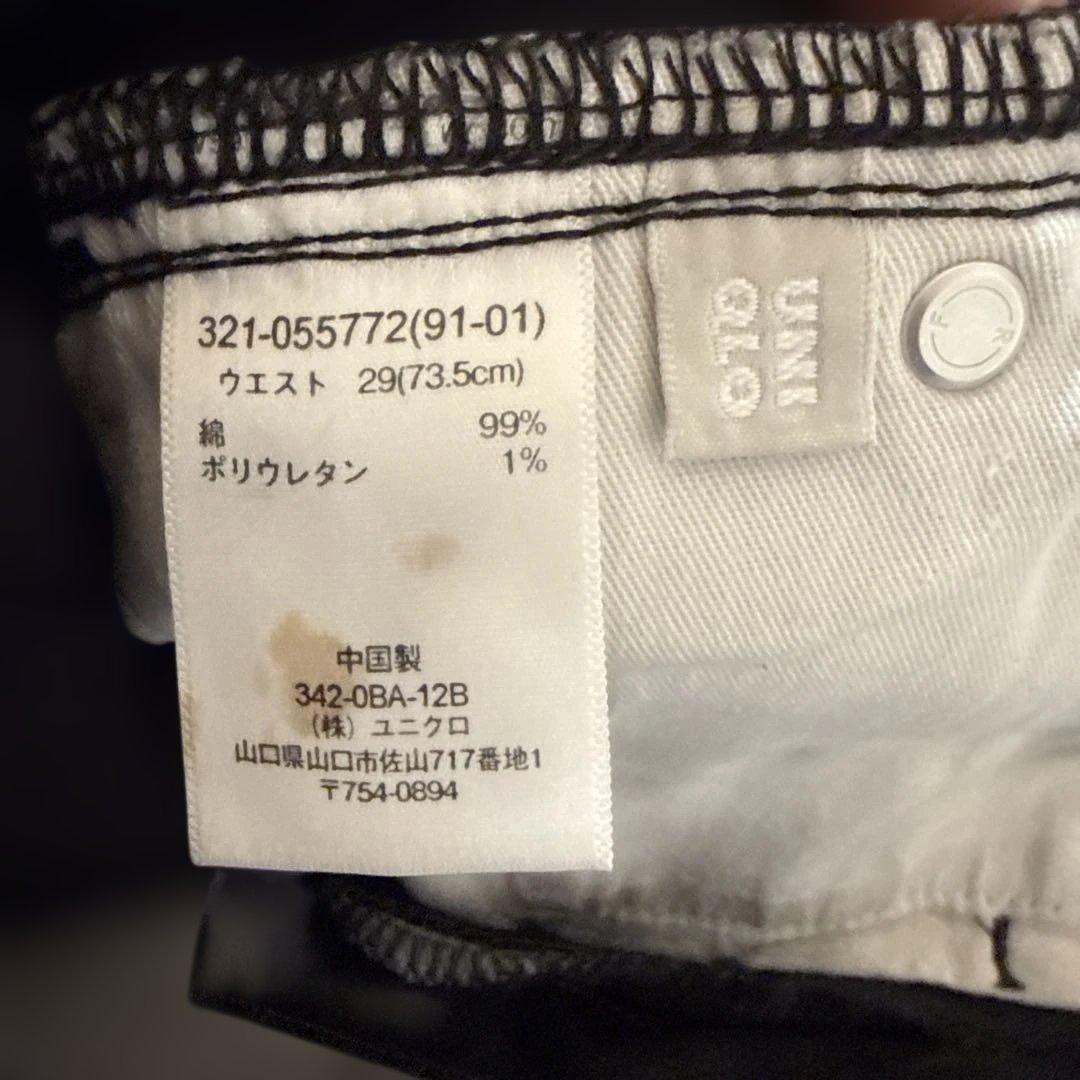 321-055772(91-01)
ウエスト 29(73.5cm)
綿 99%
ポリウレタン 1%
中国製
342-0BA-12B
(株) ユニクロ
山口県山口市佐山717番地1
〒754-0894
UNI
QLO